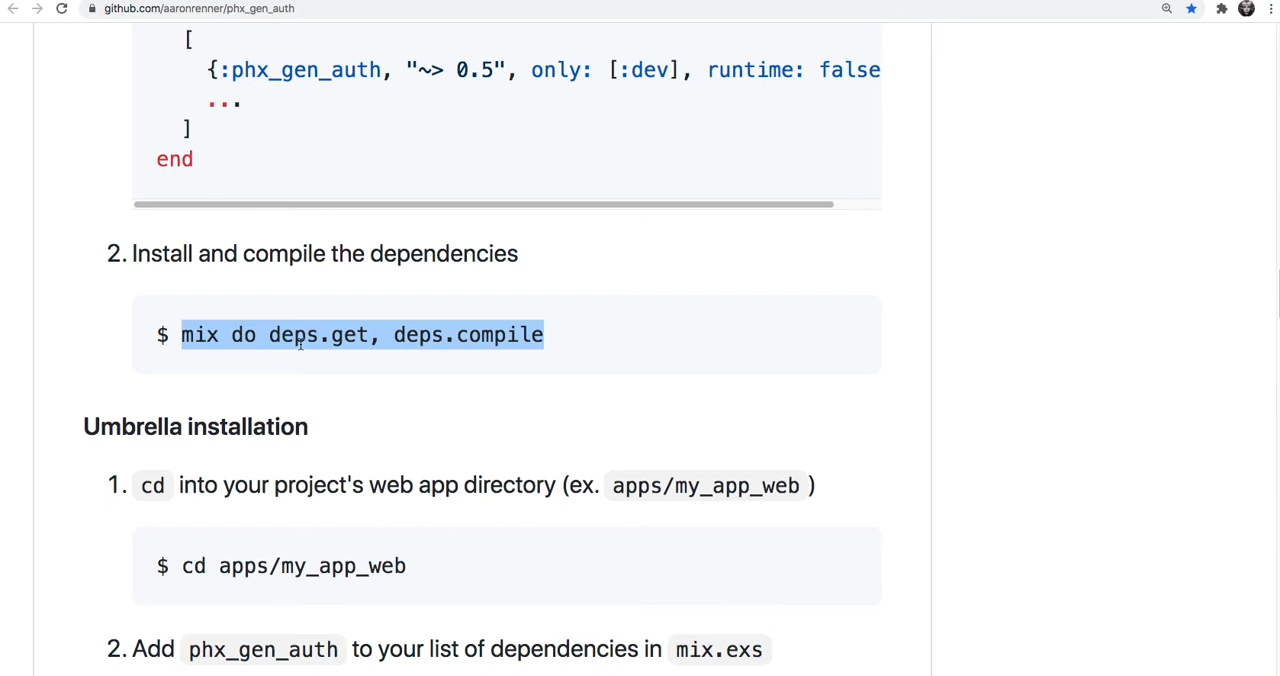 github.com/aaronrenner/phx_gen_auth
[
{:phx_gen_auth, "~> 0.5", only: [:dev], runtime: false
...
]
end
2. Install and compile the dependencies
$ mix do deps.get, deps.compile
Umbrella installation
1. cd into your project's web app directory (ex. apps/my_app_web )
$ cd apps/my_app_web
2. Add phx_gen_auth to your list of dependencies in mix.exs